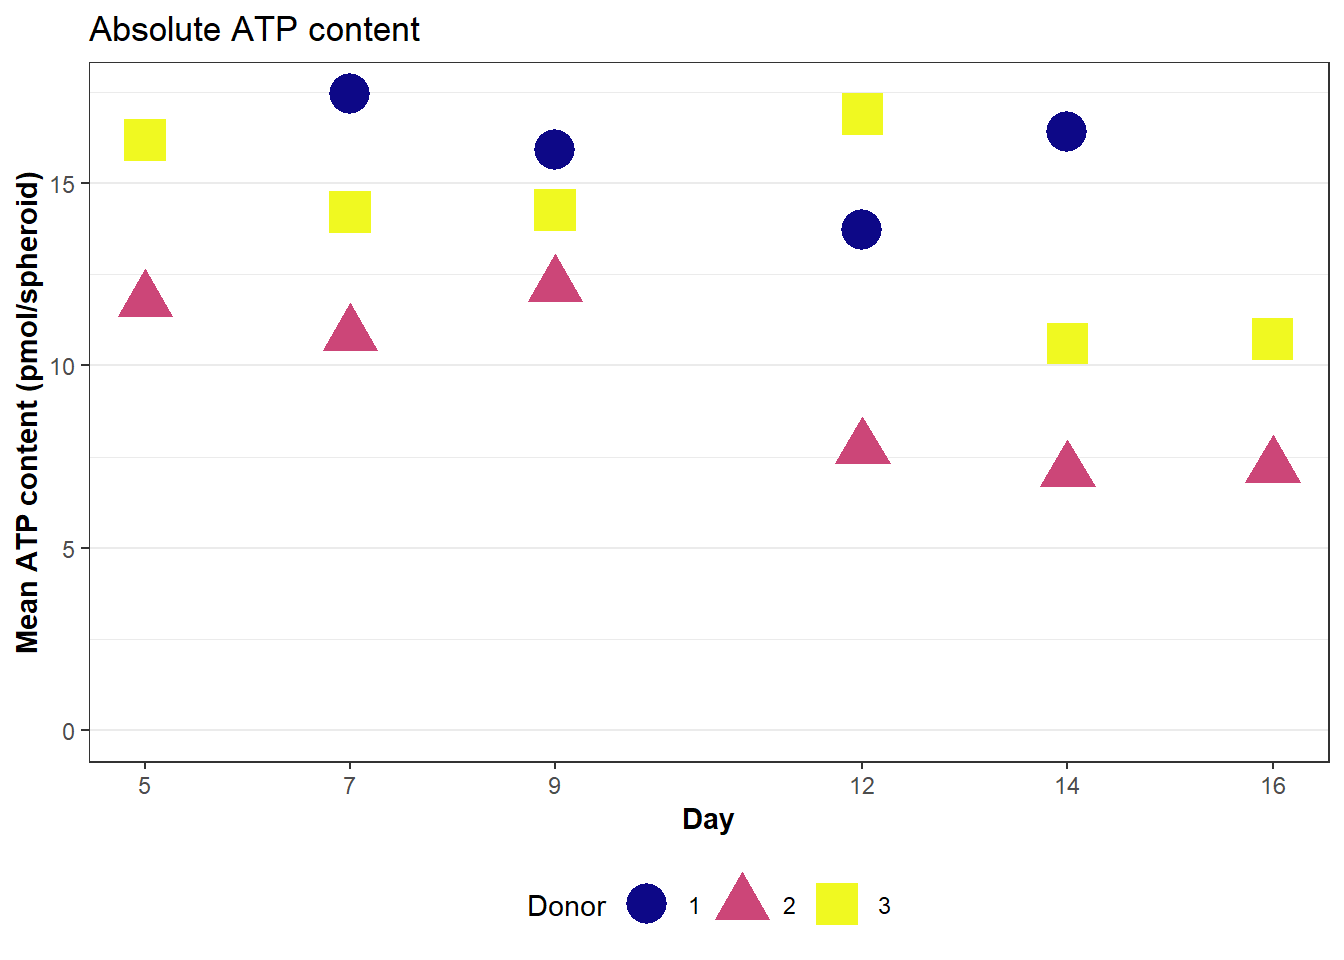 Absolute ATP content
Mean ATP content (pmol/spheroid)
15
10
5
0
5 7 9 12 14 16
Day
Donor 1 2 3